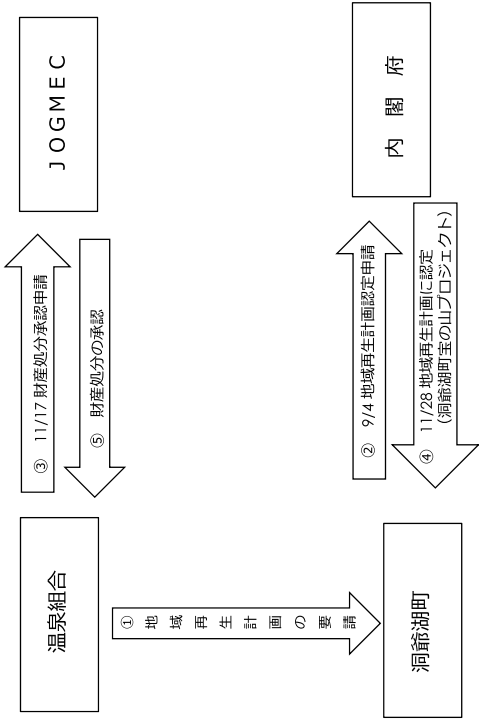 ＪＯＧＭＥＣ
内　閣　府
③　11/17 財産処分承認申請
⑤　財産処分の承認
②　9/4 地域再生計画認定申請
④　11/28 地域再生計画に認定
（洞爺湖町宝の山プロジェクト）
温泉組合
①　地　域　再　生　計　画　の　要　請
洞爺湖町